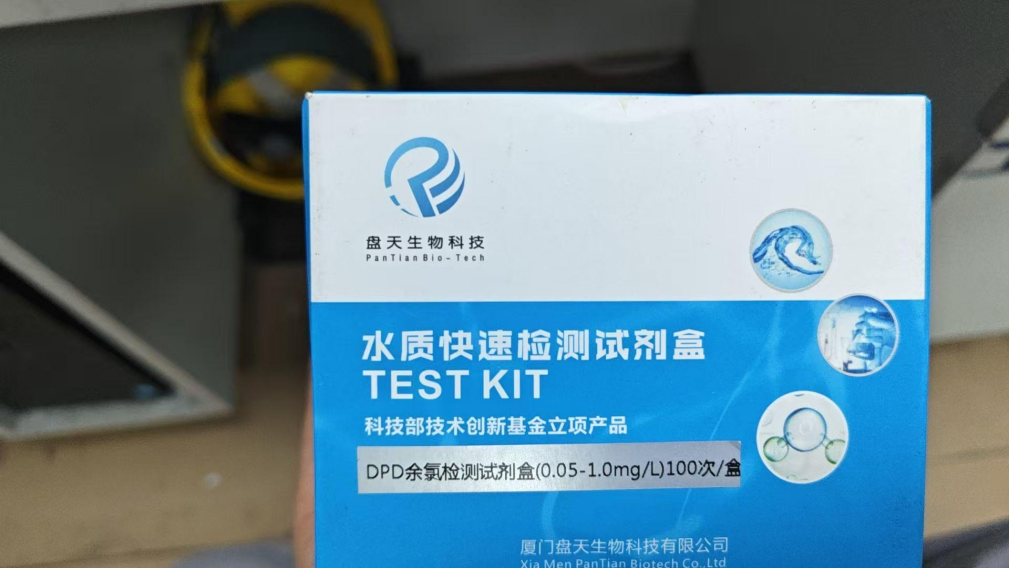 盘天生物科技
PanTianBio-Tech
水质快速检测试剂盒
TEST KIT
科技部技术创新基金立项产品
DPD余氯检测试剂盒(0.05-1.0mg/L)100次/盒
厦门盘天生物科技有限公司
Xia Men PanTian Biotech Co.,Ltd